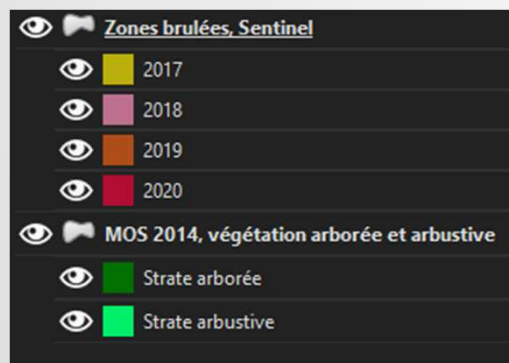 Zones brulées, Sentinel
2017
2018
2019
2020
MOS 2014, végétation arborée et arbustive
Strate arborée
Strate arbustive